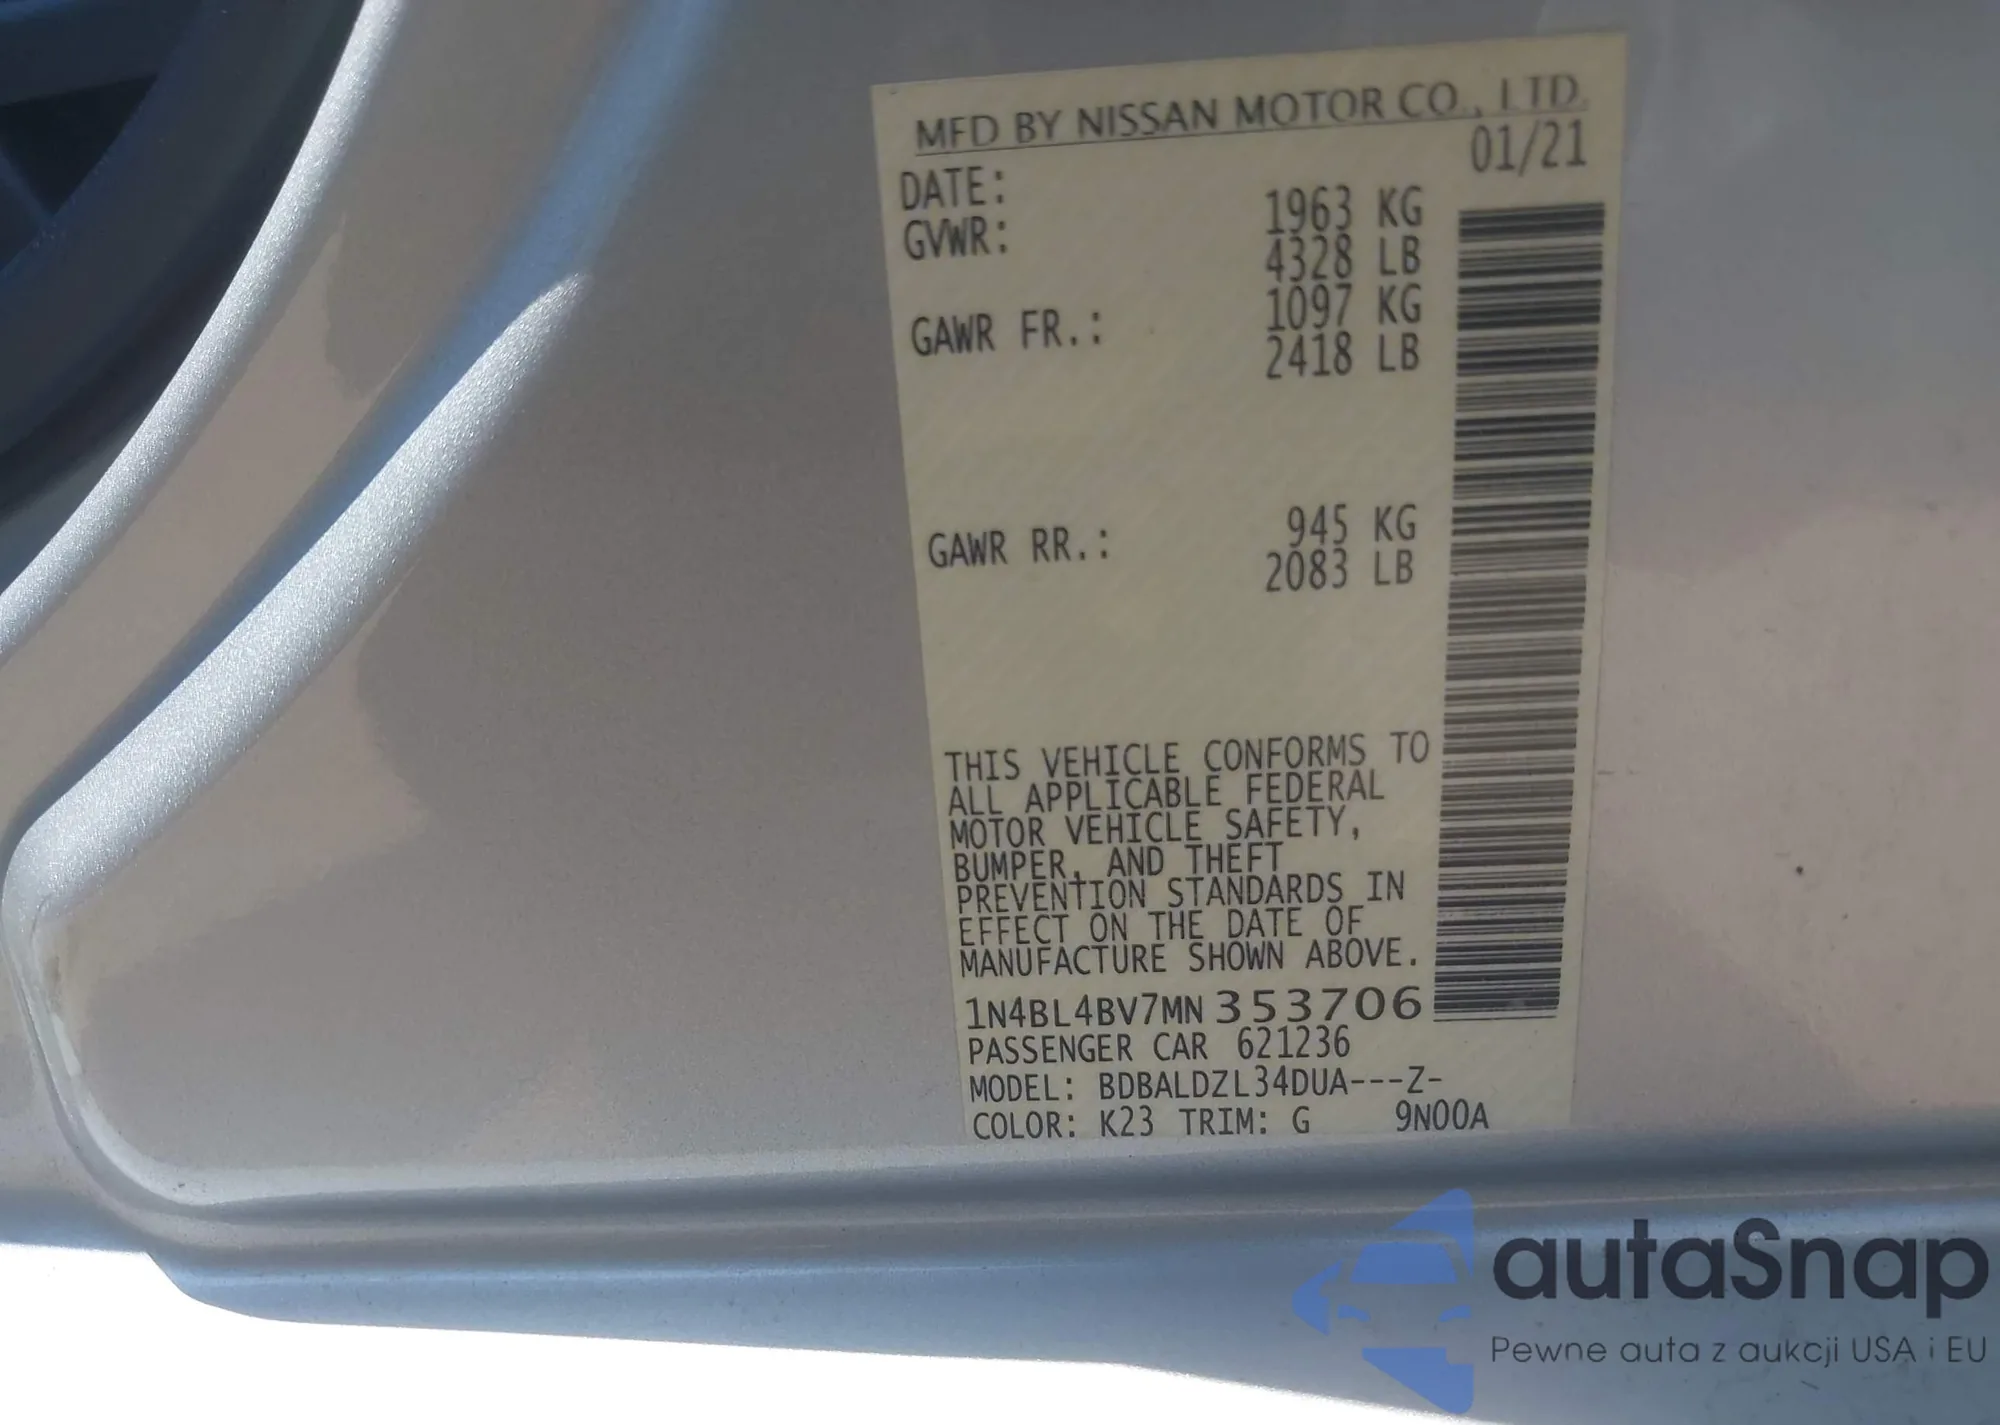 MFD BY NISSAN MOTOR CO., LTD.
DATE: 01/21
GVWR: 1963 KG
4328 LB
GAWR FR.: 1097 KG
2418 LB
GAWR RR.: 945 KG
2083 LB
THIS VEHICLE CONFORMS TO
ALL APPLICABLE FEDERAL
MOTOR VEHICLE SAFETY,
BUMPER, AND THEFT
PREVENTION STANDARDS IN
EFFECT ON THE DATE OF
MANUFACTURE SHOWN ABOVE.
1N4BL4BV7MN353706
PASSENGER CAR 621236
MODEL: BDBALDZL34DUA---Z-
COLOR: K23 TRIM: G 9N00A
autaSnap
Pewne auta z aukcji USA i EU